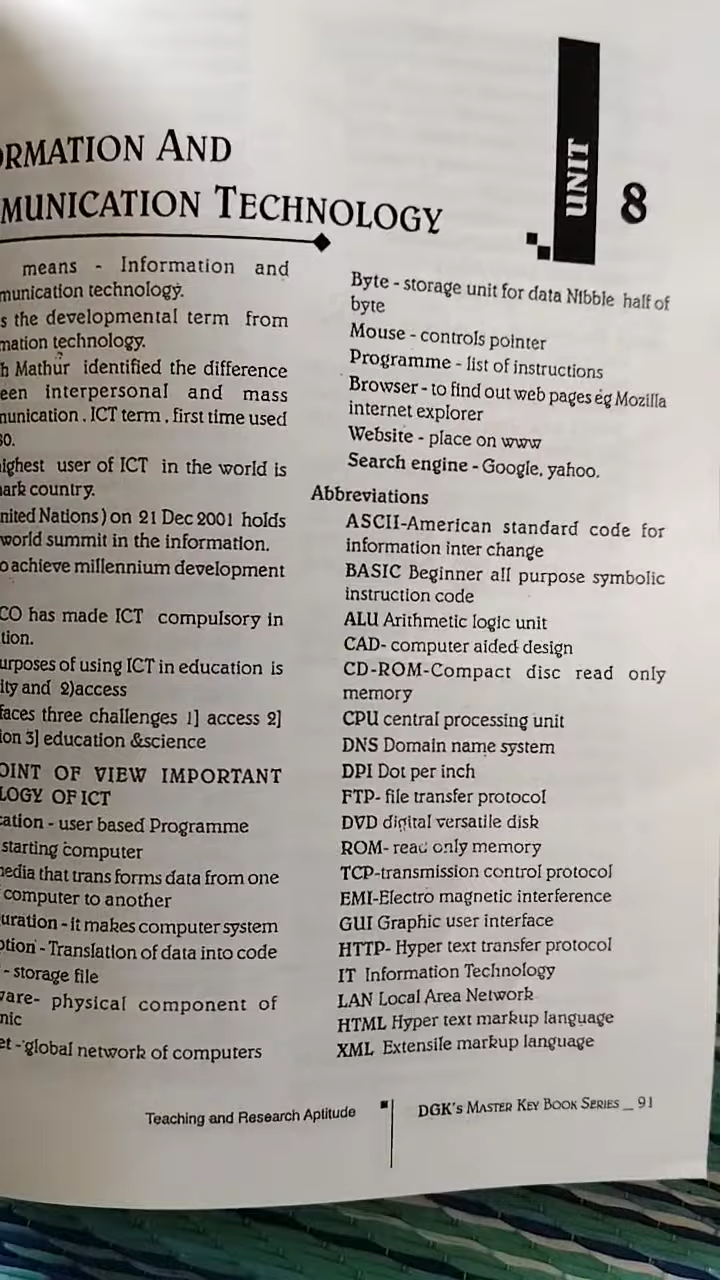 ORMATION AND
MUNICATION TECHNOLOGY
UNIT
8
means - Information and
munication technology.
s the developmental term from
mation technology.
h Mathur identified the difference
een interpersonal and mass
munication . ICT term , first time used
60.
ighest user of ICT in the world is
ark country.
nited Nations ) on 21 Dec 2001 holds
world summit in the information.
o achieve millennium development
CO has made ICT compulsory in
tion.
urposes of using ICT in education is
ity and 2)access
faces three challenges 1] access 2]
ion 3] education &science
OINT OF VIEW IMPORTANT
LOGY OF ICT
cation - user based Programme
starting computer
nedia that trans forms data from one
computer to another
uration - it makes computer system
ption - Translation of data into code
- storage file
ware- physical component of
nic
et - global network of computers
Byte - storage unit for data Nibble half of
byte
Mouse - controls pointer
Programme - list of instructions
Browser - to find out web pages eg Mozilla
internet explorer
Website - place on www
Search engine - Google, yahoo.
Abbreviations
ASCII-American standard code for
information inter change
BASIC Beginner all purpose symbolic
instruction code
ALU Arithmetic logic unit
CAD- computer aided design
CD-ROM-Compact disc read only
memory
CPU central processing unit
DNS Domain name system
DPI Dot per inch
FTP- file transfer protocol
DVD digital versatile disk
ROM- read only memory
TCP-transmission control protocol
EMI-Electro magnetic interference
GUI Graphic user interface
HTTP- Hyper text transfer protocol
IT Information Technology
LAN Local Area Network
HTML Hyper text markup language
XML Extensile markup language
Teaching and Research Aptitude
DGK's MASTER KEY BOOK SERIES _ 91